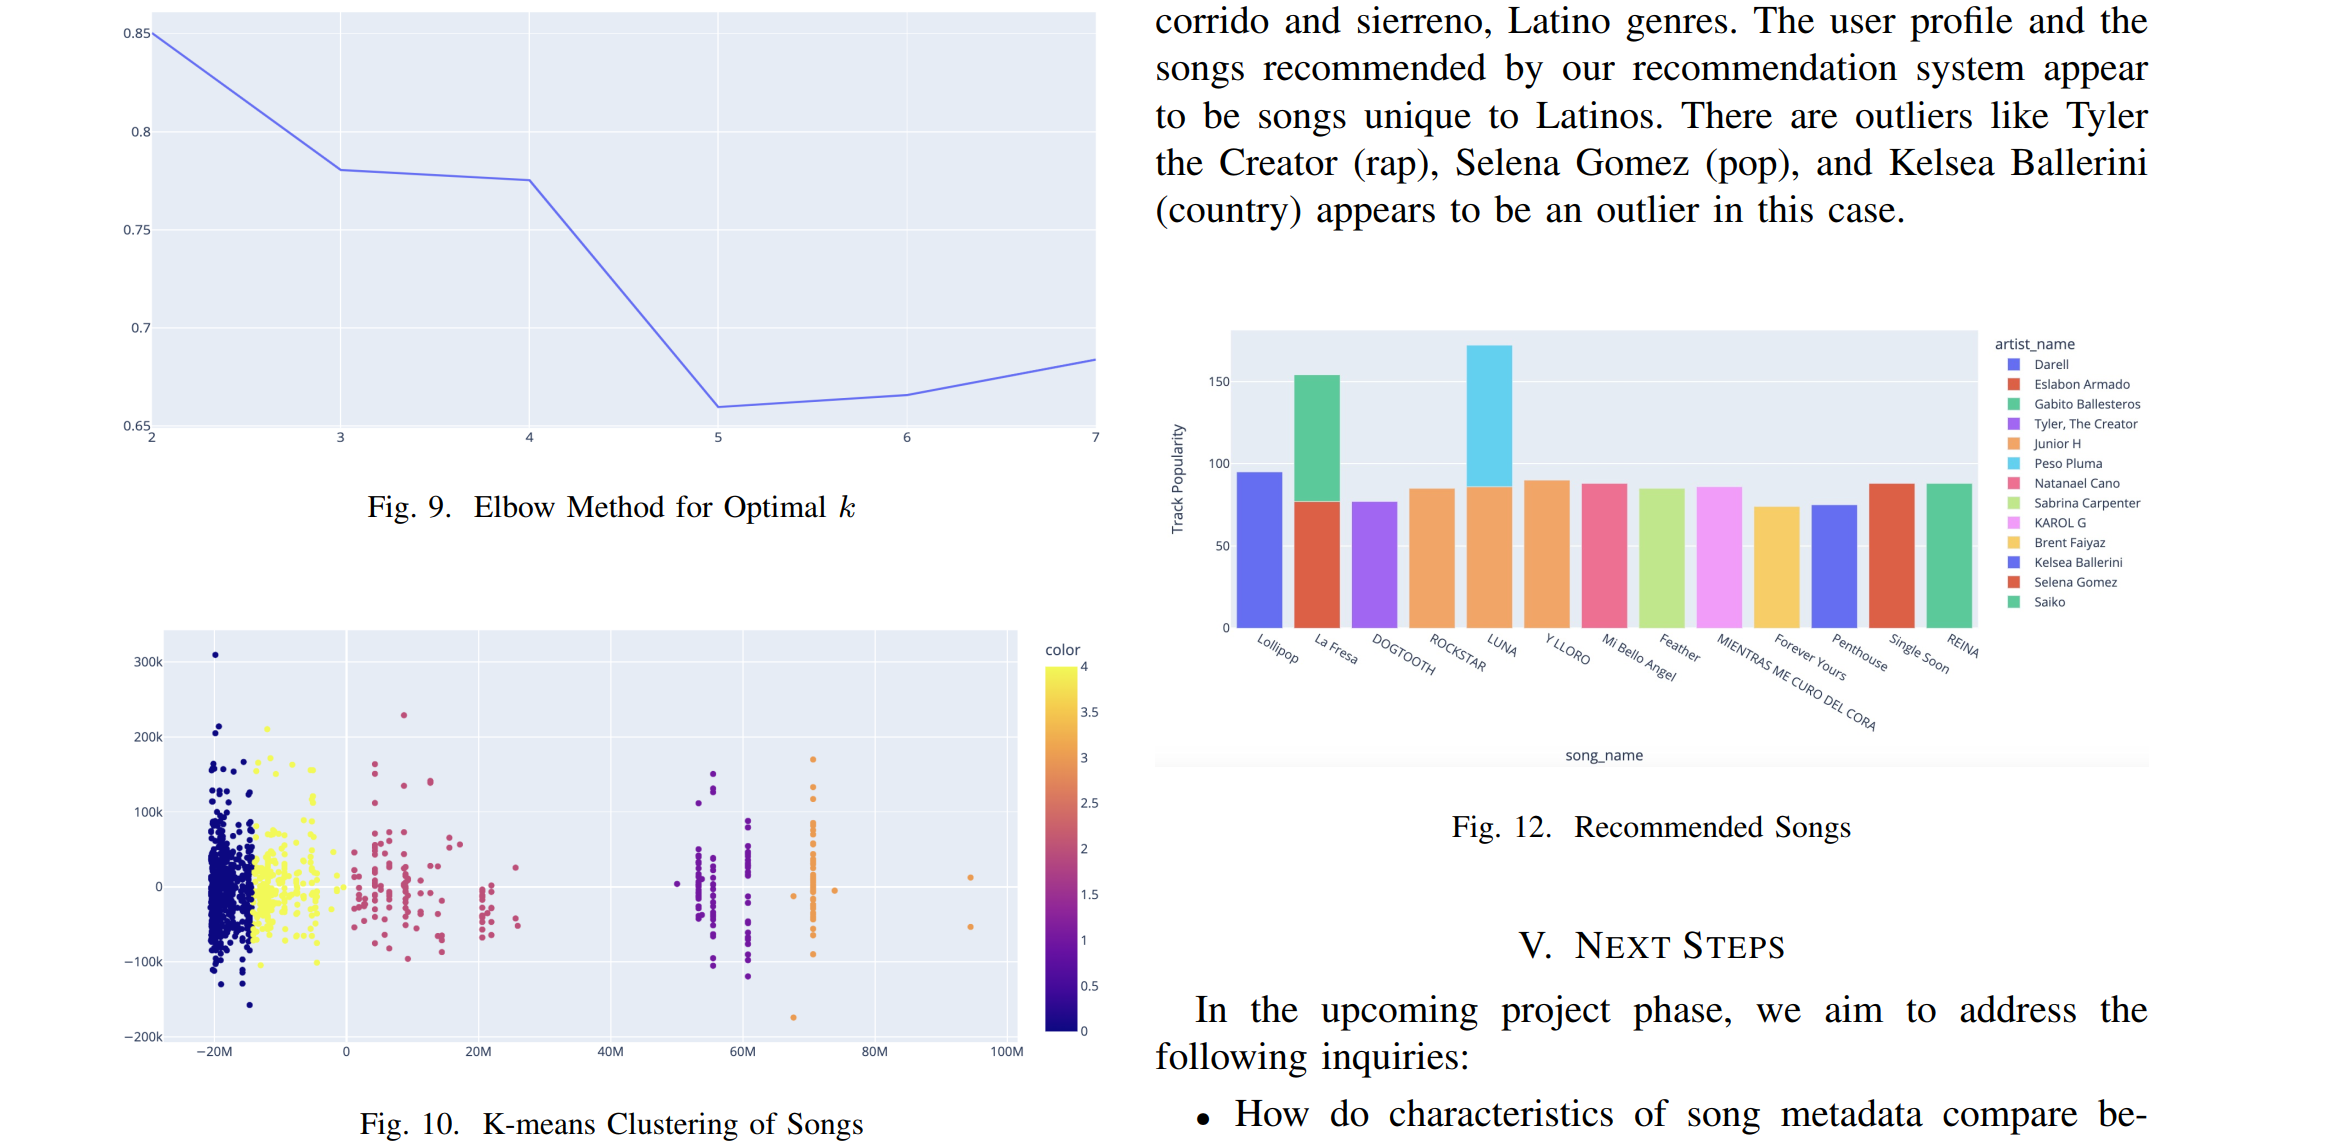 0.85
0.8
0.75
0.7
0.65
2 3 4 5 6 7
Fig. 9. Elbow Method for Optimal k
300k
200k
100k
0
−100k
−200k
−20M 0 20M 40M 60M 80M 100M
color
4
3.5
3
2.5
2
1.5
1
0.5
0
Fig. 10. K-means Clustering of Songs
corrido and sierreno, Latino genres. The user profile and the
songs recommended by our recommendation system appear
to be songs unique to Latinos. There are outliers like Tyler
the Creator (rap), Selena Gomez (pop), and Kelsea Ballerini
(country) appears to be an outlier in this case.
Track Popularity
150
100
50
0
Lollipop
La Fresa
DOGTOOTH
ROCKSTAR
LUNA
Y LLORO
Mi Bello Angel
Feather
MIENTRAS ME CURO DEL CORA
Forever Yours
Penthouse
Single Soon
REINA
song_name
artist_name
Darell
Eslabon Armado
Gabito Ballesteros
Tyler, The Creator
Junior H
Peso Pluma
Natanael Cano
Sabrina Carpenter
KAROL G
Brent Faiyaz
Kelsea Ballerini
Selena Gomez
Saiko
Fig. 12. Recommended Songs
V. NEXT STEPS
In the upcoming project phase, we aim to address the
following inquiries:
• How do characteristics of song metadata compare be-